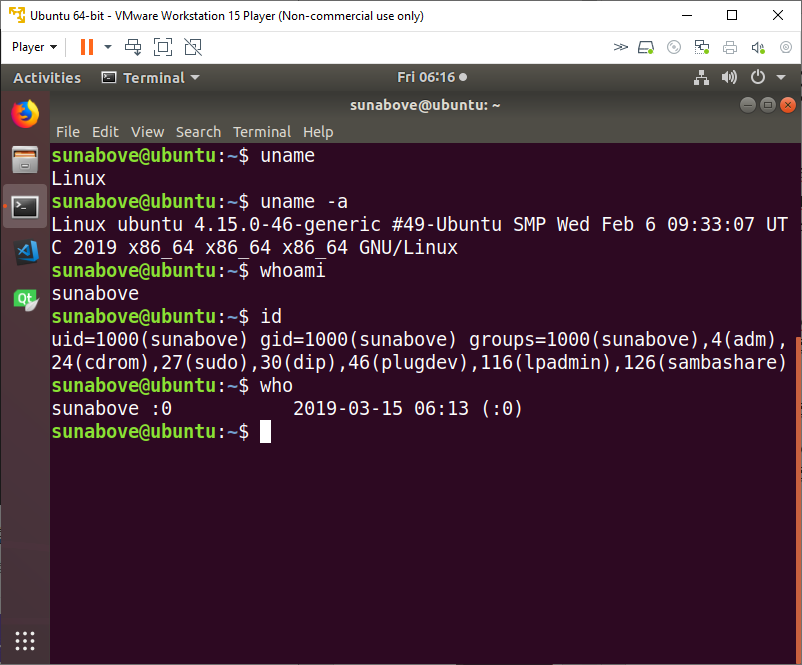 Ubuntu 64-bit - VMware Workstation 15 Player (Non-commercial use only)
Player
Activities Terminal Fri 06:16
sunabove@ubuntu: ~
File Edit View Search Terminal Help
sunabove@ubuntu:~$ uname
Linux
sunabove@ubuntu:~$ uname -a
Linux ubuntu 4.15.0-46-generic #49-Ubuntu SMP Wed Feb 6 09:33:07 UT
C 2019 x86_64 x86_64 x86_64 GNU/Linux
sunabove@ubuntu:~$ whoami
sunabove
sunabove@ubuntu:~$ id
uid=1000(sunabove) gid=1000(sunabove) groups=1000(sunabove),4(adm),
24(cdrom),27(sudo),30(dip),46(plugdev),116(lpadmin),126(sambashare)
sunabove@ubuntu:~$ who
sunabove :0           2019-03-15 06:13 (:0)
sunabove@ubuntu:~$
Qt